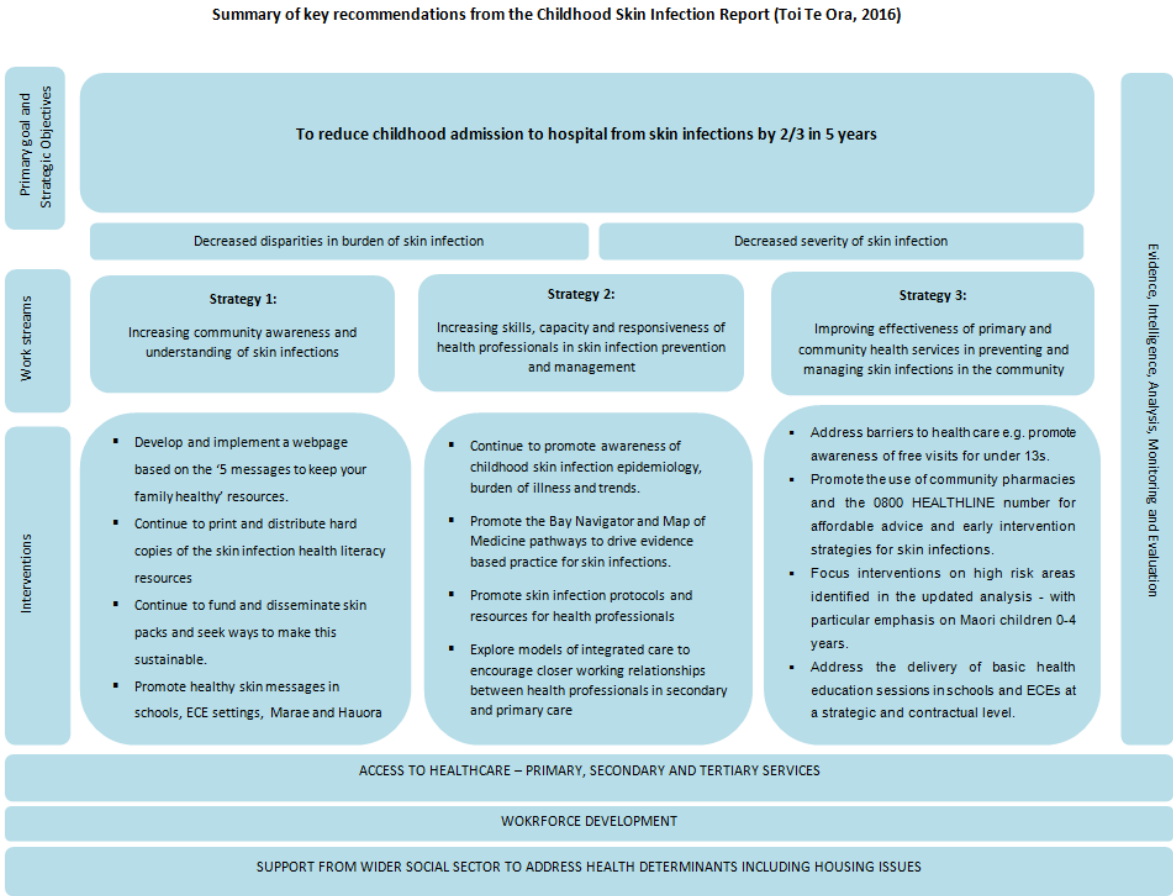 Summary of key recommendations from the Childhood Skin Infection Report (Toi Te Ora, 2016)
Primary goal and
Strategic Objectives
To reduce childhood admission to hospital from skin infections by 2/3 in 5 years
Decreased disparities in burden of skin infection
Decreased severity of skin infection
Work streams
Strategy 1:
Increasing community awareness and
understanding of skin infections
Strategy 2:
Increasing skills, capacity and responsiveness of
health professionals in skin infection prevention
and management
Strategy 3:
Improving effectiveness of primary and
community health services in preventing and
managing skin infections in the community
Interventions
▪ Develop and implement a webpage
based on the ‘5 messages to keep your
family healthy’ resources.
▪ Continue to print and distribute hard
copies of the skin infection health literacy
resources
▪ Continue to fund and disseminate skin
packs and seek ways to make this
sustainable.
▪ Promote healthy skin messages in
schools, ECE settings, Marae and Hauora
▪ Continue to promote awareness of
childhood skin infection epidemiology,
burden of illness and trends.
▪ Promote the Bay Navigator and Map of
Medicine pathways to drive evidence
based practice for skin infections.
▪ Promote skin infection protocols and
resources for health professionals
▪ Explore models of integrated care to
encourage closer working relationships
between health professionals in secondary
and primary care
▪ Address barriers to health care e.g. promote
awareness of free visits for under 13s.
▪ Promote the use of community pharmacies
and the 0800 HEALTHLINE number for
affordable advice and early intervention
strategies for skin infections.
▪ Focus interventions on high risk areas
identified in the updated analysis - with
particular emphasis on Maori children 0-4
years.
▪ Address the delivery of basic health
education sessions in schools and ECEs at
a strategic and contractual level.
Evidence, Intelligence, Analysis, Monitoring and Evaluation
ACCESS TO HEALTHCARE – PRIMARY, SECONDARY AND TERTIARY SERVICES
WOKRFORCE DEVELOPMENT
SUPPORT FROM WIDER SOCIAL SECTOR TO ADDRESS HEALTH DETERMINANTS INCLUDING HOUSING ISSUES